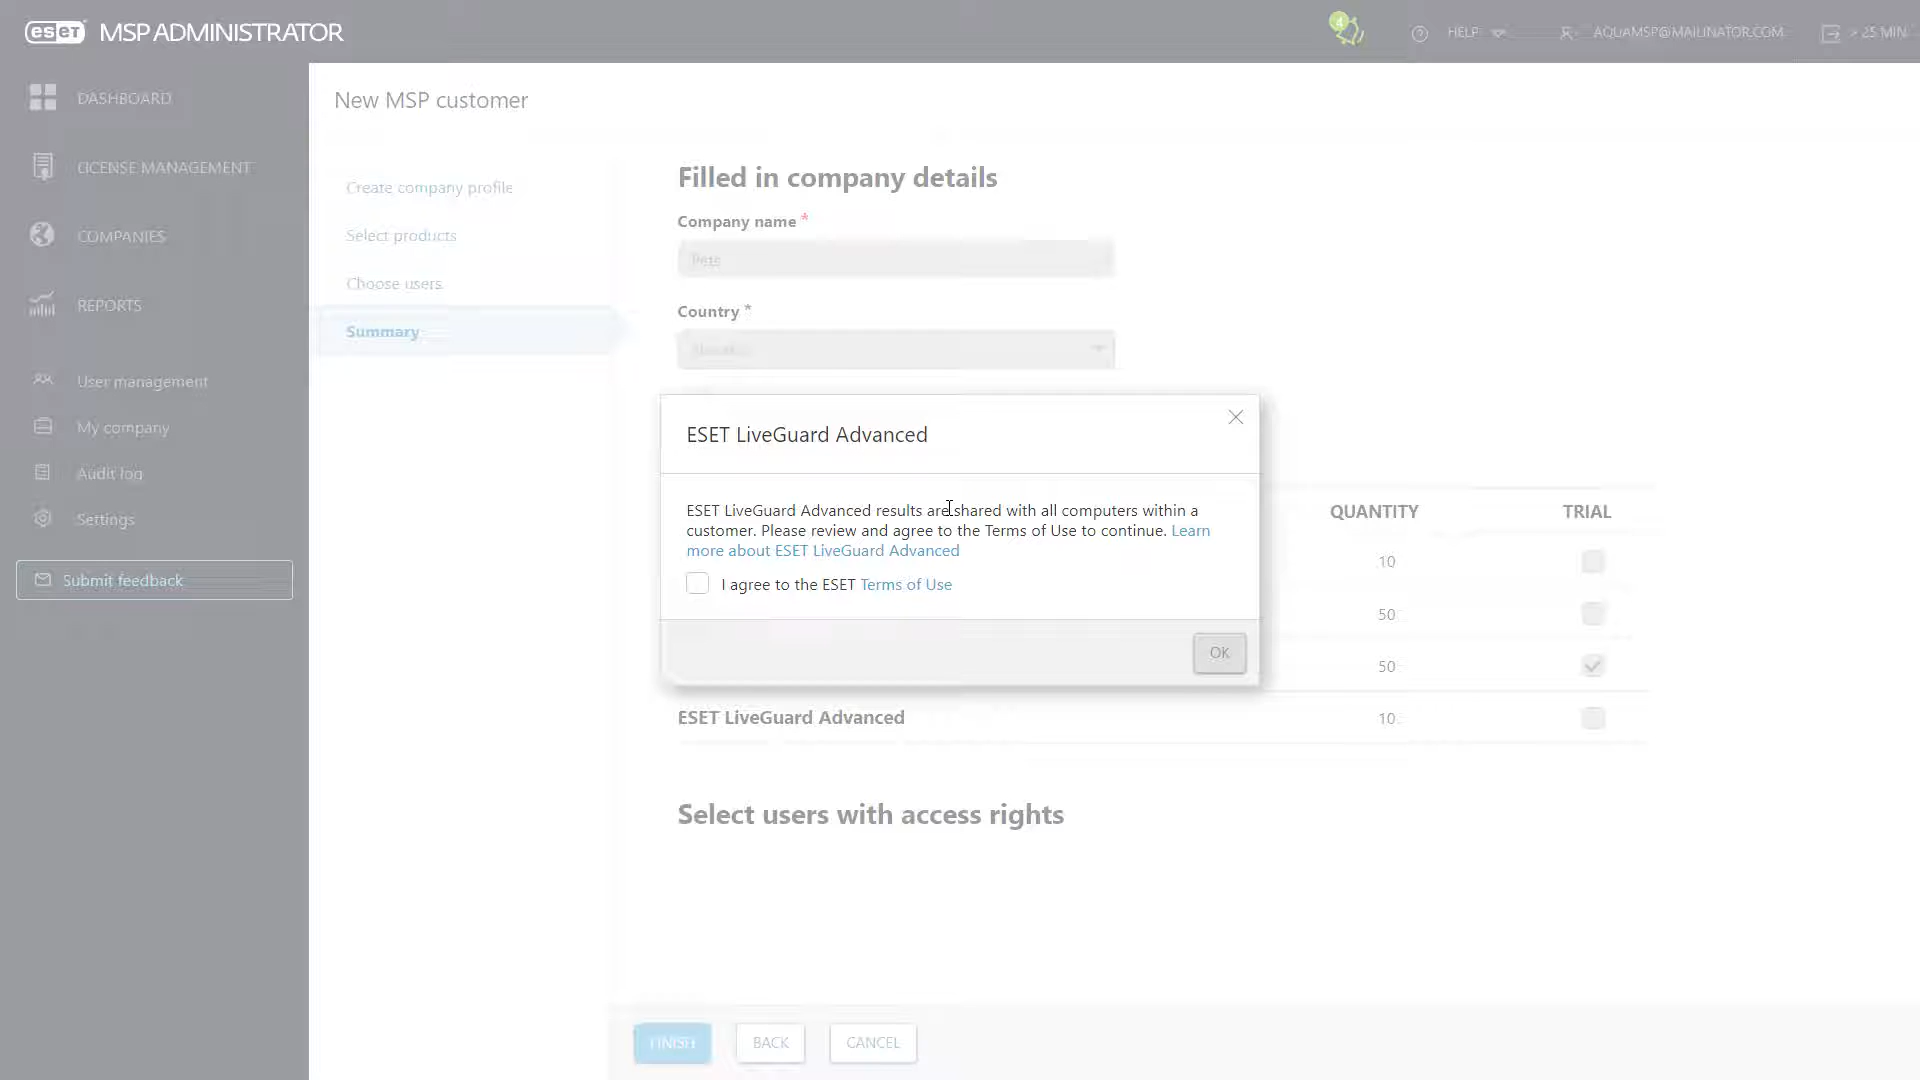 eset MSP ADMINISTRATOR
4
HELP
AQUAMSP@MAILINATOR.COM
> 25 MIN
DASHBOARD
LICENSE MANAGEMENT
COMPANIES
REPORTS
User management
My company
Audit log
Settings
Submit feedback
New MSP customer
Create company profile
Select products
Choose users
Summary
Filled in company details
Company name *
Pets
Country *
ESET LiveGuard Advanced
ESET LiveGuard Advanced results are shared with all computers within a
customer. Please review and agree to the Terms of Use to continue. Learn
more about ESET LiveGuard Advanced
I agree to the ESET Terms of Use
OK
QUANTITY TRIAL
10
50
50
ESET LiveGuard Advanced 10
Select users with access rights
FINISH
BACK
CANCEL